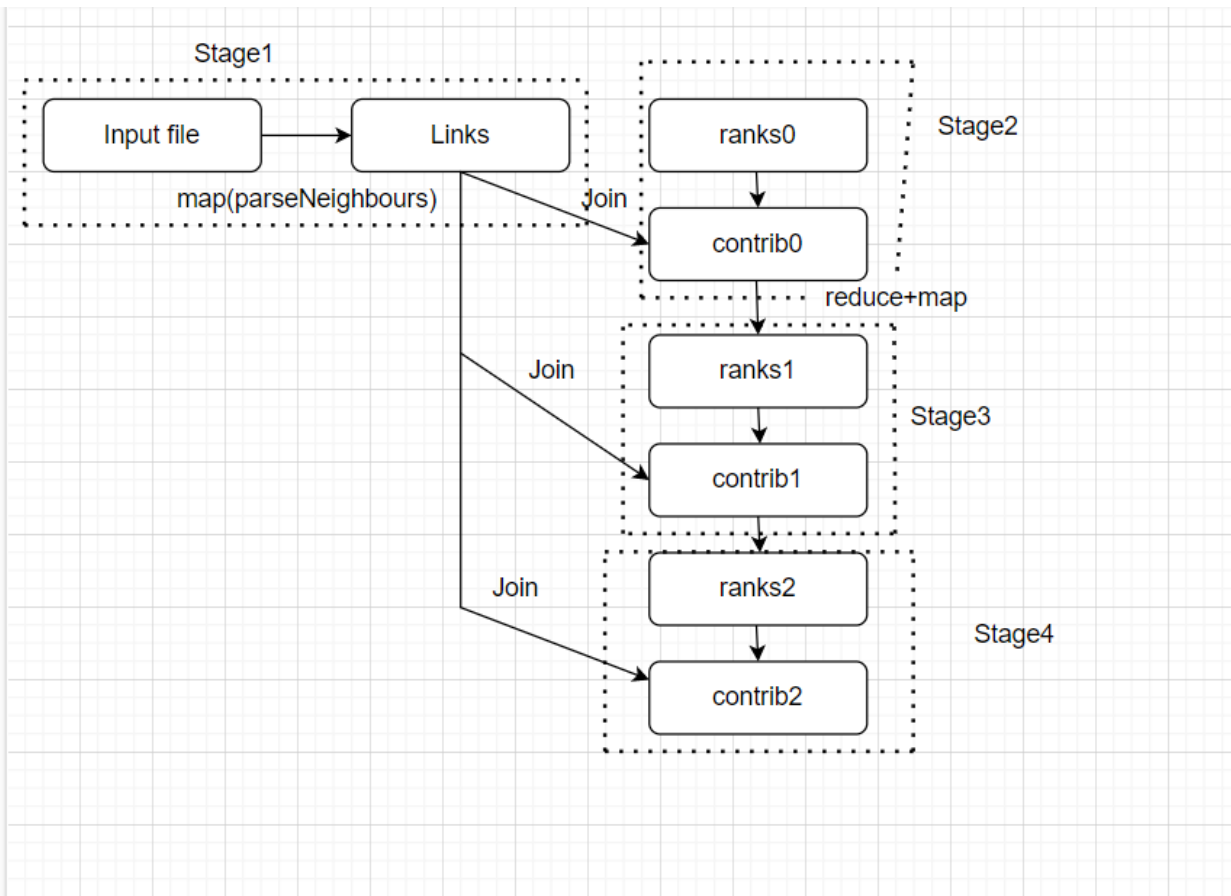 Stage1
Input file
Links
ranks0
Stage2
map(parseNeighbours)
Join
contrib0
reduce+map
Join
ranks1
Stage3
contrib1
Join
ranks2
Stage4
contrib2